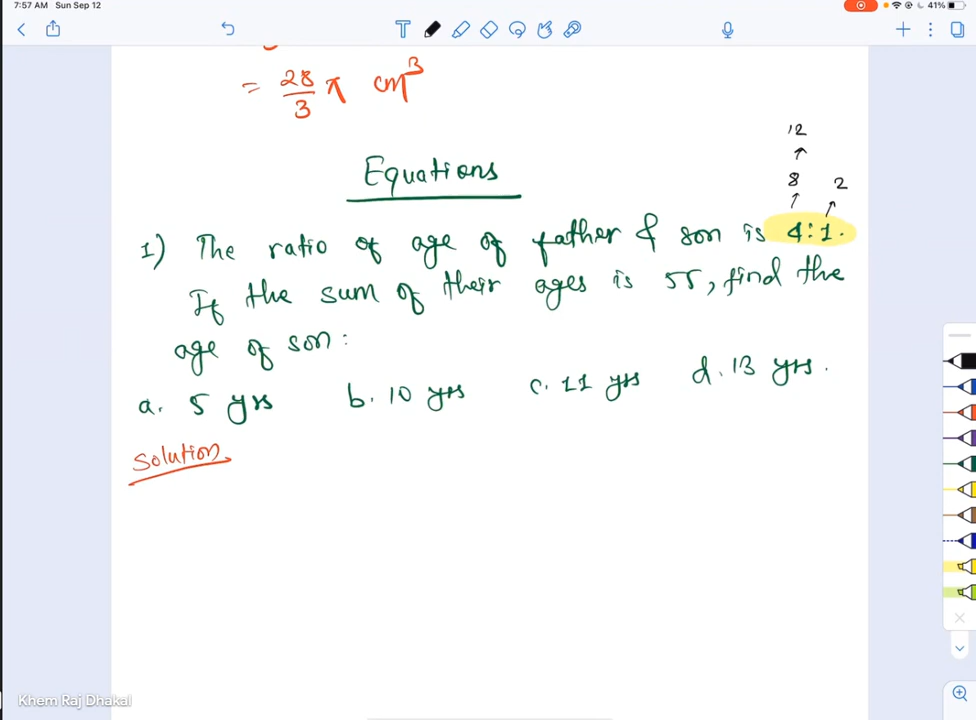 7:57 AM Sun Sep 12
41%
= 28/3 π cm³
Equations
12
8 2
1) The ratio of age of father & son is 4:1.
If the sum of their ages is 55, find the
age of son:
a. 5 yrs b. 10 yrs c. 11 yrs d. 13 yrs.
Solution
Khem Raj Dhakal